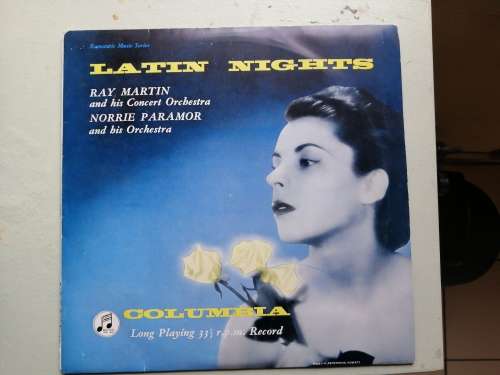 Romantic Music Series
LATIN NIGHTS
RAY MARTIN
and his Concert Orchestra
NORRIE PARAMOR
and his Orchestra
COLUMBIA
Long Playing 33⅓ r.p.m. Record